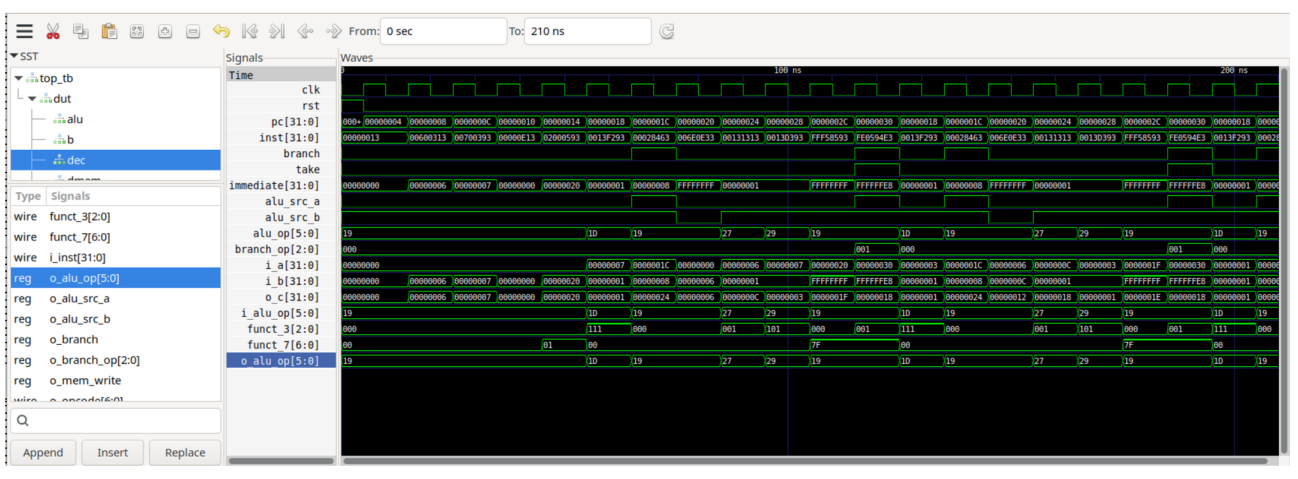 From: 0 sec To: 210 ns
SST
top_tb
dut
alu
b
dec
dmem
Type Signals
wire funct_3[2:0]
wire funct_7[6:0]
wire i_inst[31:0]
reg o_alu_op[5:0]
reg o_alu_src_a
reg o_alu_src_b
reg o_branch
reg o_branch_op[2:0]
reg o_mem_write
wire o_opcode[6:0]
Append Insert Replace
Signals
Time
clk
rst
pc[31:0]
inst[31:0]
branch
take
immediate[31:0]
alu_src_a
alu_src_b
alu_op[5:0]
branch_op[2:0]
i_a[31:0]
i_b[31:0]
o_c[31:0]
i_alu_op[5:0]
funct_3[2:0]
funct_7[6:0]
o_alu_op[5:0]
Waves
0 100 ns 200 ns
000+ 00000004 00000008 0000000C 00000010 00000014 00000018 0000001C 00000020 00000024 00000028 0000002C 00000030 00000018 0000001C 00000020 00000024 00000028 0000002C 00000030 00000018 0000
00000013 00600313 00700393 00000E13 02000593 0013F293 00028463 006E0E33 00131313 0013D393 FFF58593 FE0594E3 0013F293 00028463 006E0E33 00131313 0013D393 FFF58593 FE0594E3 0013F293 00028
00000000 00000006 00000007 00000000 00000020 00000001 00000008 FFFFFFFF 00000001 FFFFFFFF FFFFFFE8 00000001 00000008 FFFFFFFF 00000001 FFFFFFFF FFFFFFE8 00000001 0000
19 1D 19 27 29 19 1D 19 27 29 19 1D 19
000 001 000 001 000
00000000 00000007 0000001C 00000000 00000006 00000007 00000020 00000030 00000003 0000001C 00000006 0000000C 00000003 0000001F 00000030 00000001 0000
00000000 00000006 00000007 00000000 00000020 00000001 00000008 00000006 00000001 FFFFFFFF FFFFFFE8 00000001 00000008 0000000C 00000001 FFFFFFFF FFFFFFE8 00000001 0000
00000000 00000006 00000007 00000000 00000020 00000001 00000024 00000006 0000000C 00000003 0000001F 00000018 00000001 00000024 00000012 00000018 00000001 0000001E 00000018 00000001 0000
19 1D 19 27 29 19 1D 19 27 29 19 1D 19
000 111 000 001 101 000 001 111 000 001 101 000 001 111 000
00 01 00 7F 00 7F 00
19 1D 19 27 29 19 1D 19 27 29 19 1D 19